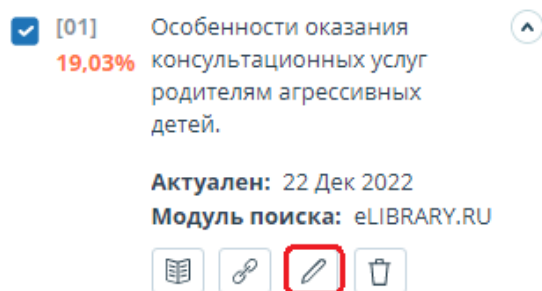 [01] Особенности оказания
19,03% консультационных услуг
родителям агрессивных
детей.
Актуален: 22 Дек 2022
Модуль поиска: eLIBRARY.RU